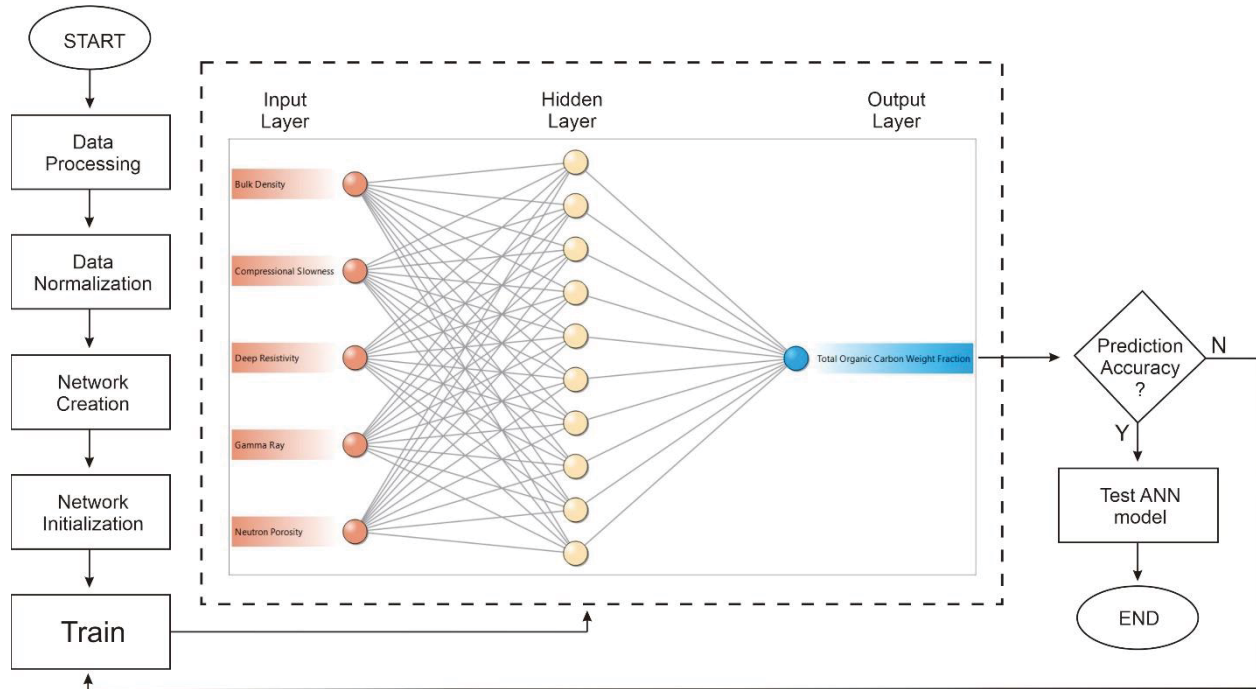 START
Data
Processing
Data
Normalization
Network
Creation
Network
Initialization
Train
Input
Layer
Hidden
Layer
Output
Layer
Bulk Density
Compressional Slowness
Deep Resistivity
Gamma Ray
Neutron Porosity
Total Organic Carbon Weight Fraction
Prediction
Accuracy
?
N
Y
Test ANN
model
END